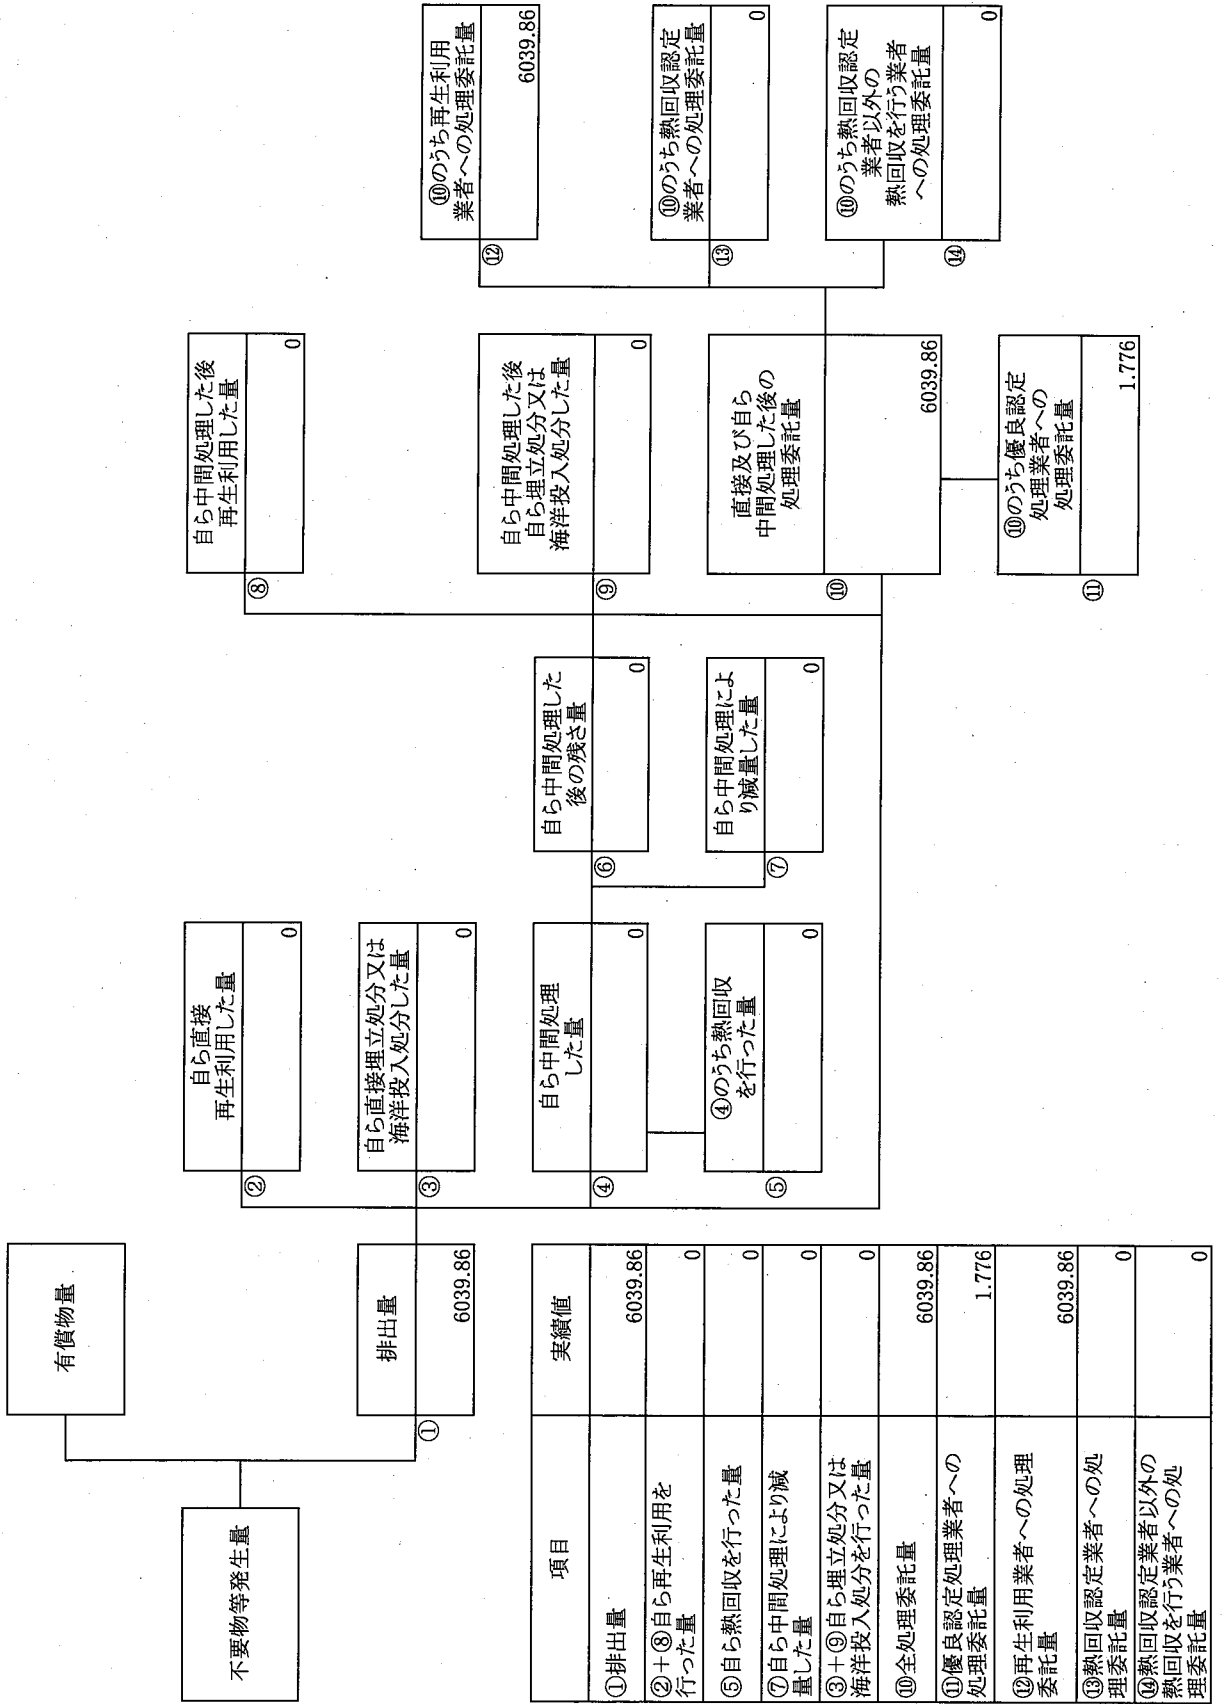 不要物等発生量
有償物量
①
排出量
6039.86
②
自ら直接
再生利用した量
0
③
自ら直接埋立処分又は
海洋投入処分した量
0
④
自ら中間処理
した量
0
⑤
④のうち熱回収
を行った量
0
⑥
自ら中間処理した
後の残さ量
0
⑦
自ら中間処理によ
り減量した量
0
⑧
自ら中間処理した後
再生利用した量
0
⑨
自ら中間処理した後
自ら埋立処分又は
海洋投入処分した量
0
⑩
直接及び自ら
中間処理した後の
処理委託量
6039.86
⑪
⑩のうち優良認定
処理業者への
処理委託量
1.776
⑫
⑩のうち再生利用
業者への処理委託量
6039.86
⑬
⑩のうち熱回収認定
業者への処理委託量
0
⑭
⑩のうち熱回収認定
業者以外の
熱回収を行う業者
への処理委託量
0
項目 実績値
①排出量 6039.86
②+⑧自ら再生利用を
行った量 0
⑤自ら熱回収を行った量 0
⑦自ら中間処理により減
量した量 0
③+⑨自ら埋立処分又は
海洋投入処分を行った量 0
⑩全処理委託量 6039.86
⑪優良認定処理業者への
処理委託量 1.776
⑫再生利用業者への処理
委託量 6039.86
⑬熱回収認定業者への処
理委託量 0
⑭熱回収認定業者以外の
熱回収を行う業者への処
理委託量 0